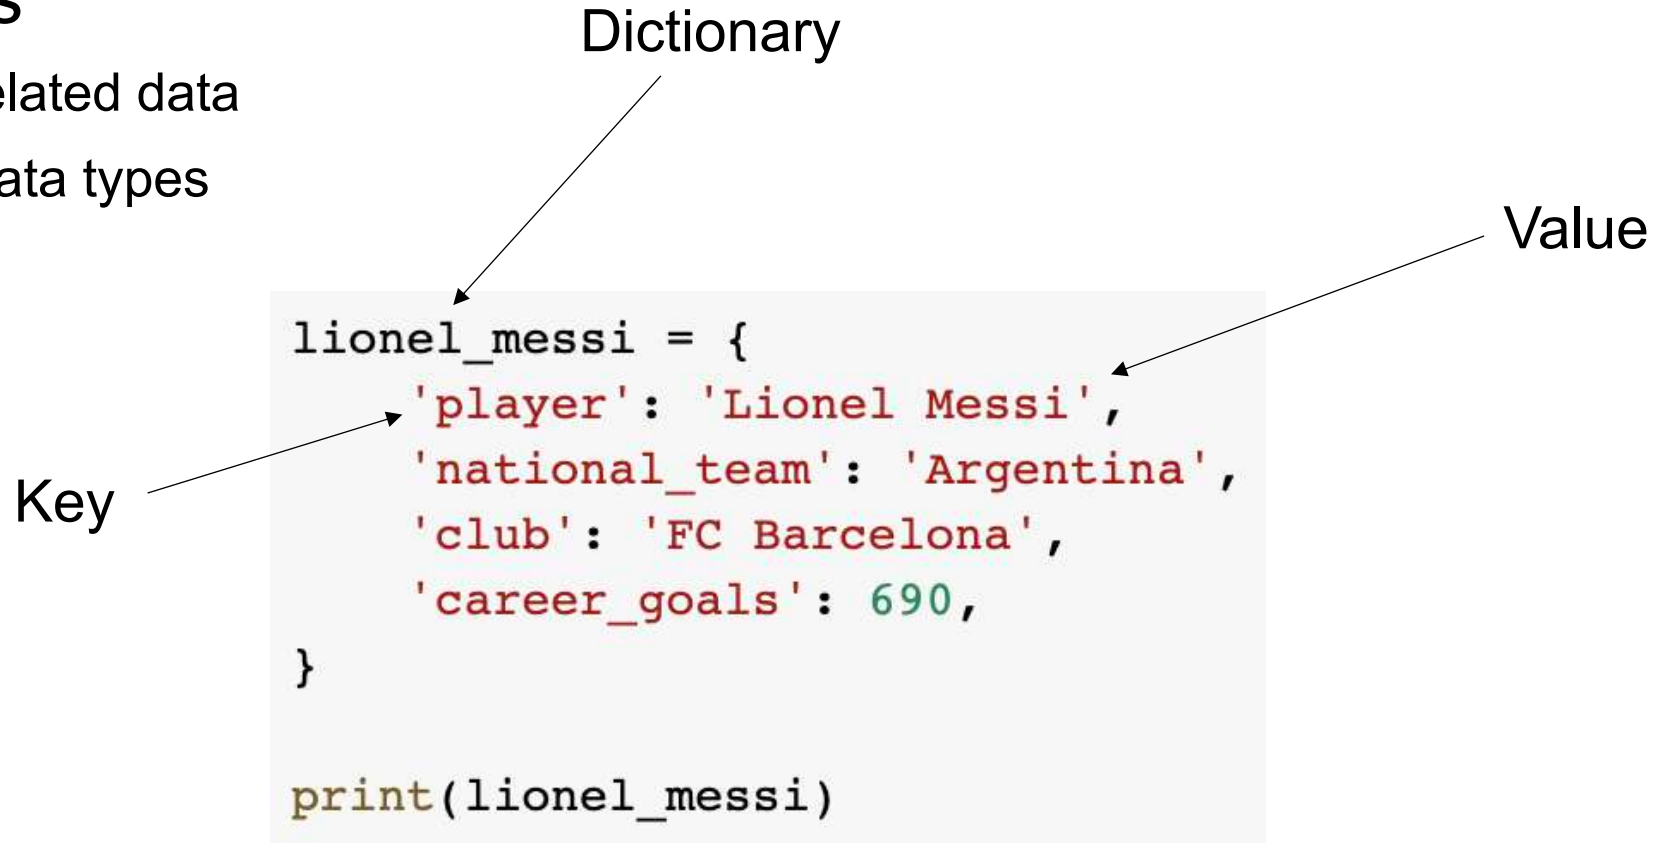 s
Dictionary
elated data
ata types
Value
lionel_messi = {
'player': 'Lionel Messi',
'national_team': 'Argentina',
Key
'club': 'FC Barcelona',
'career_goals': 690,
}
print(lionel_messi)